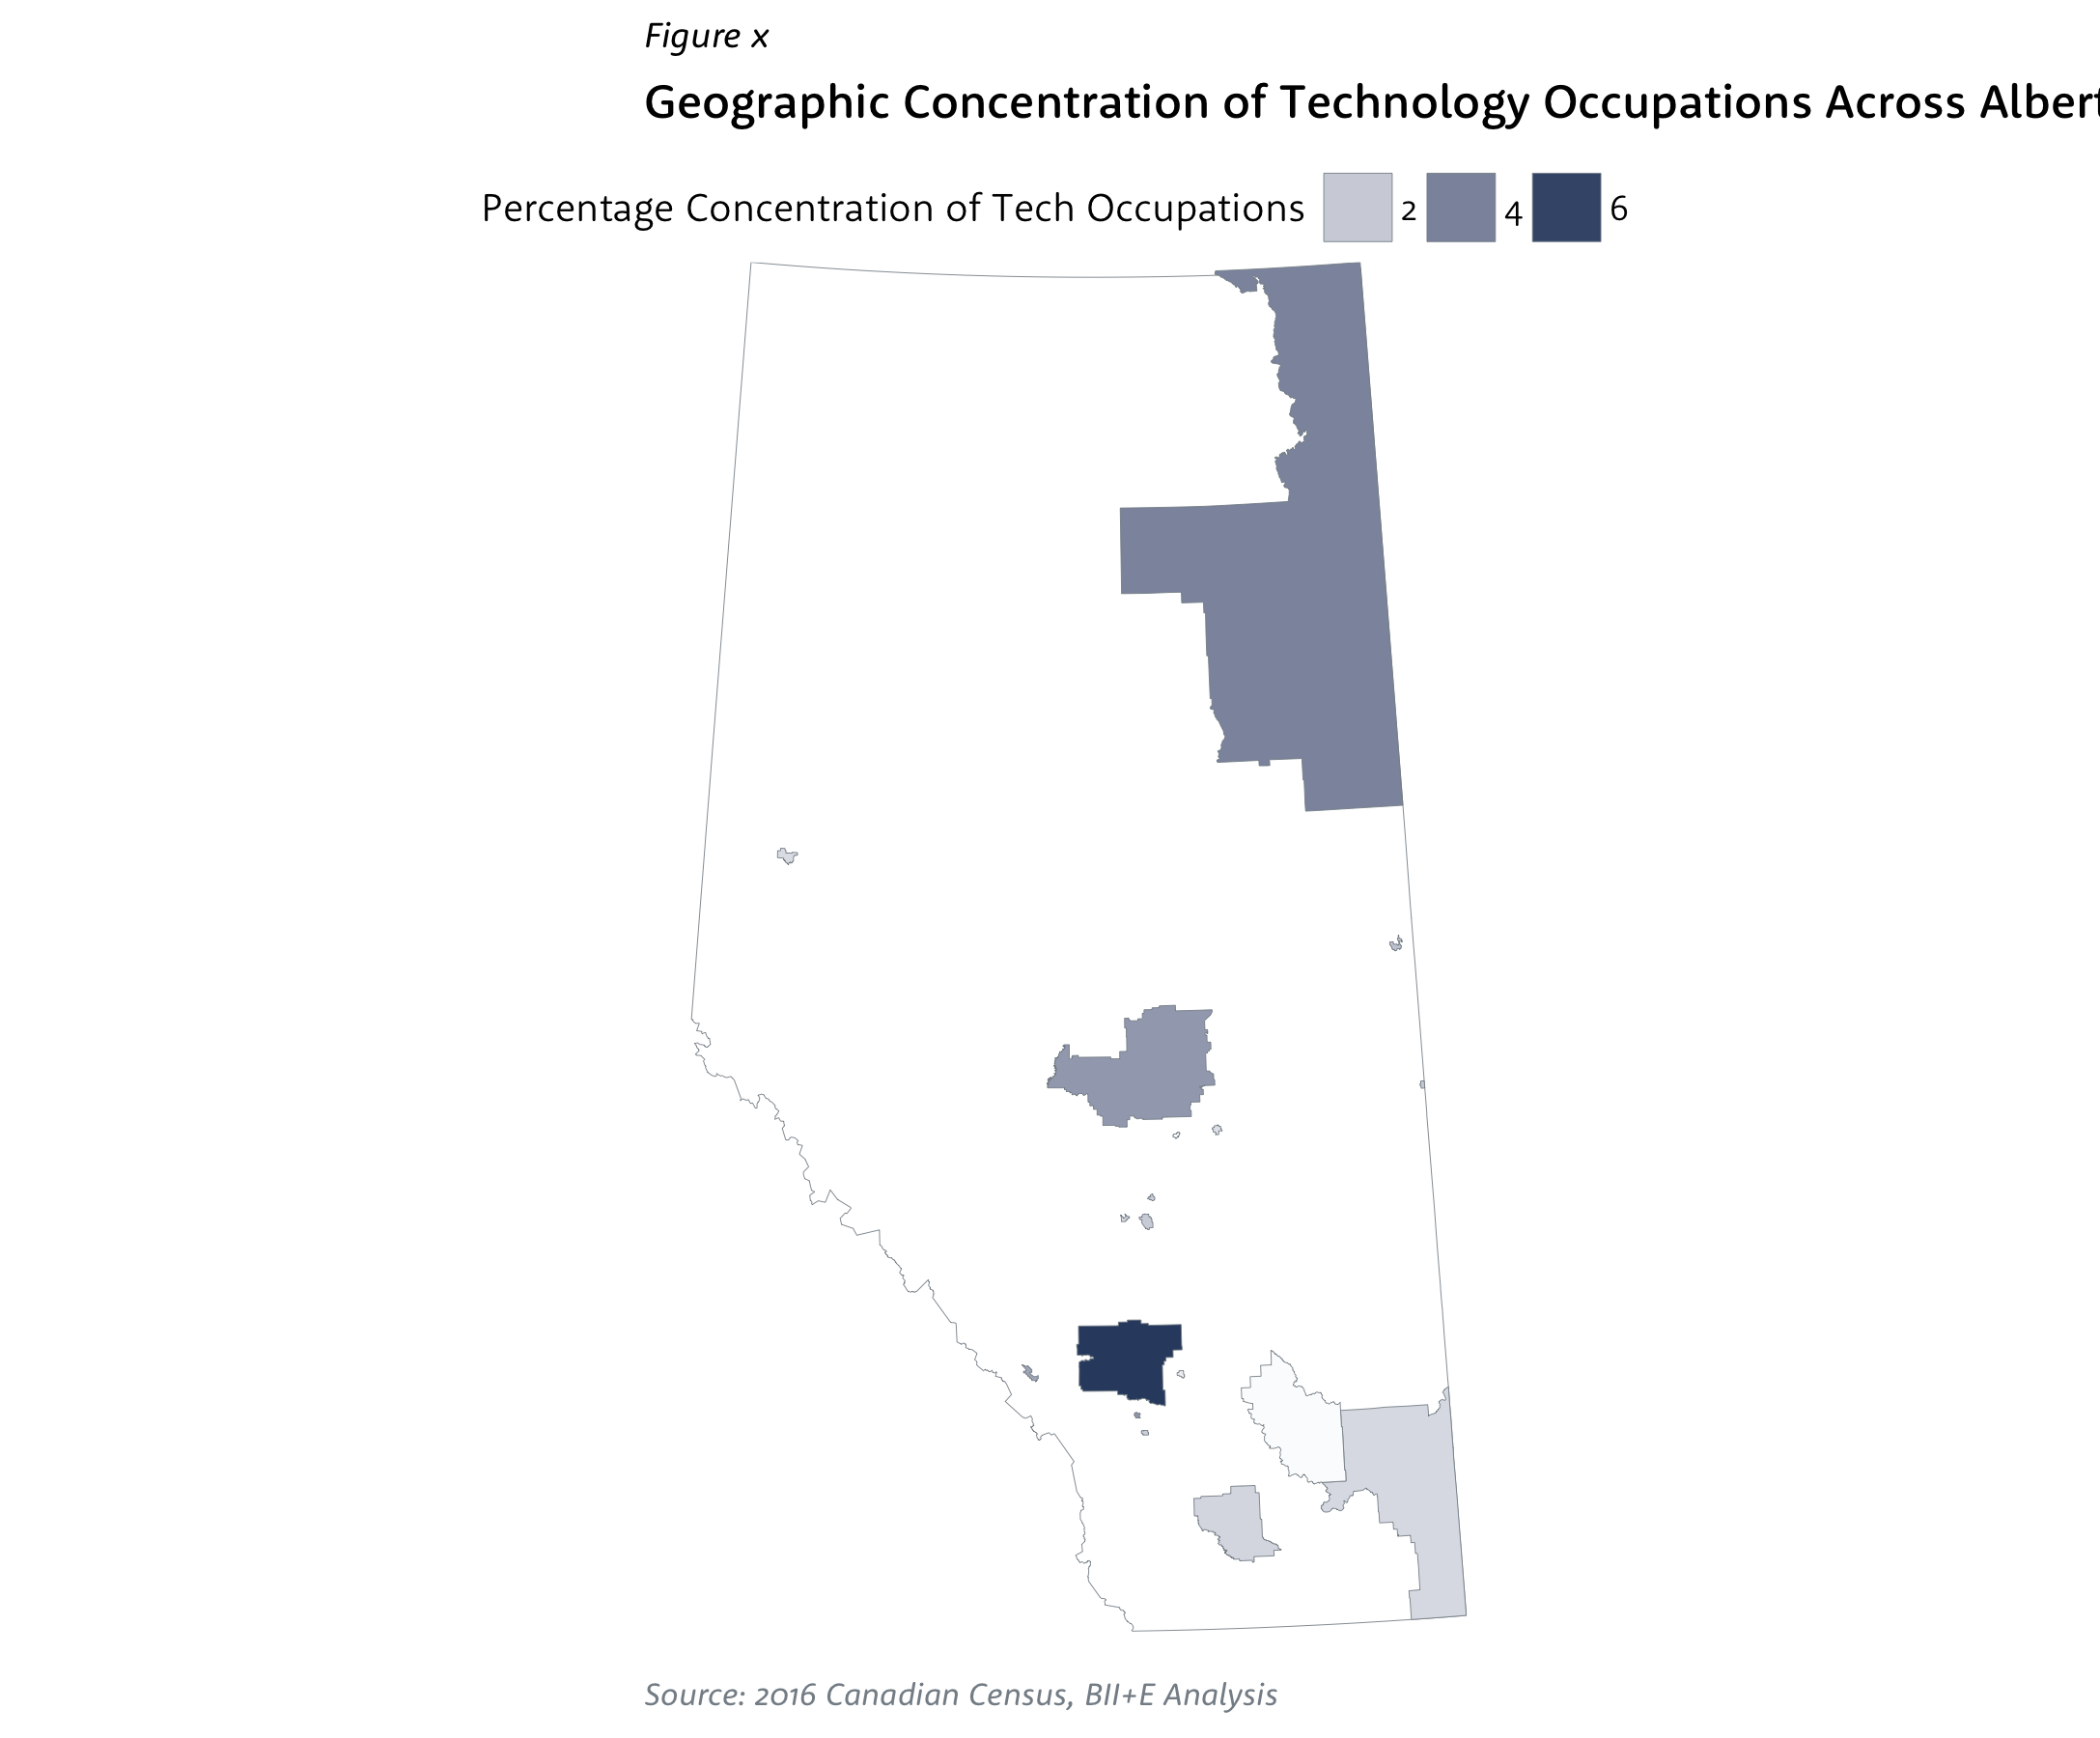 Figure x
Geographic Concentration of Technology Occupations Across Alber
Percentage Concentration of Tech Occupations 2 4 6
Source: 2016 Canadian Census, BII+E Analysis